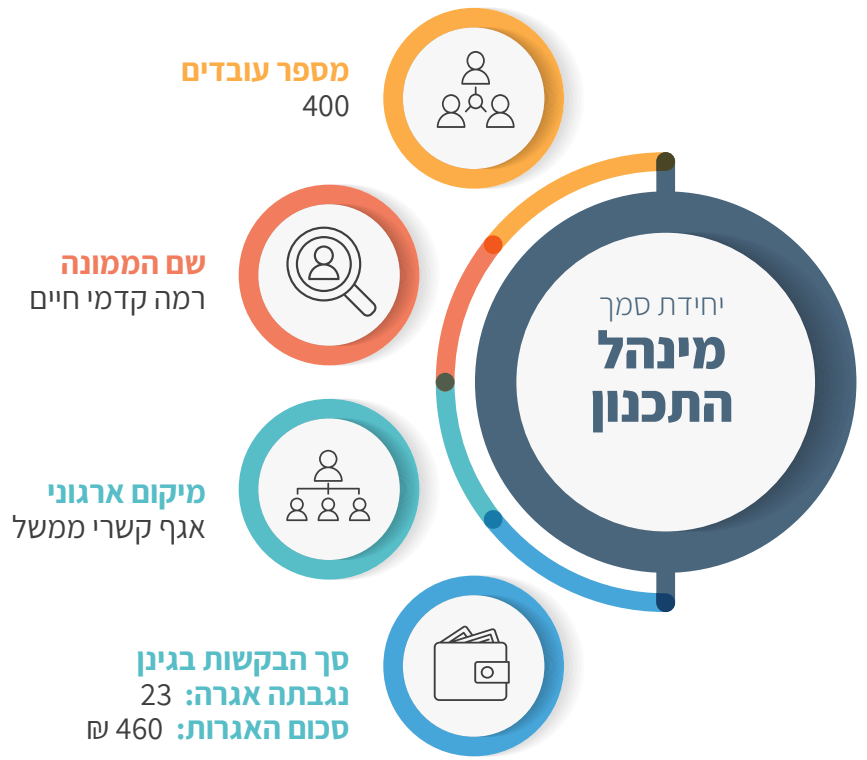 יחידת סמך
מינהל
התכנון
מספר עובדים
400
שם הממונה
רמה קדמי חיים
מיקום ארגוני
אגף קשרי ממשל
סך הבקשות בגינן
נגבתה אגרה: 23
סכום האגרות: 460 ₪